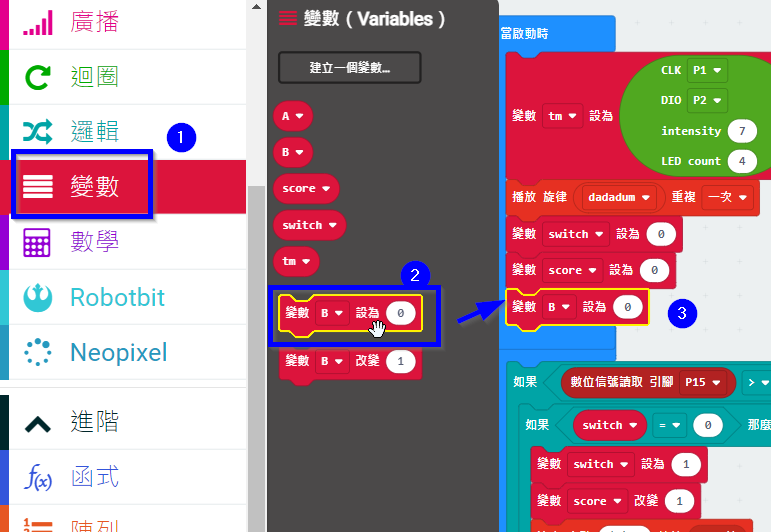 廣播
迴圈
邏輯
1
變數
數學
Robotbit
Neopixel
進階
f(x) 函式
陣列
變數 ( Variables )
建立一個變數...
A
B
score
switch
tm
2
變數 B 設為 0
變數 B 改變 1
當啟動時
變數 tm 設為
CLK P1
DIO P2
intensity 7
LED count 4
播放 旋律 dadadum 重複 一次
變數 switch 設為 0
變數 score 設為 0
變數 B 設為 0
3
如果 數位信號讀取 引腳 P15 >
如果 switch = 0 那麼
變數 switch 設為 1
變數 score 改變 1